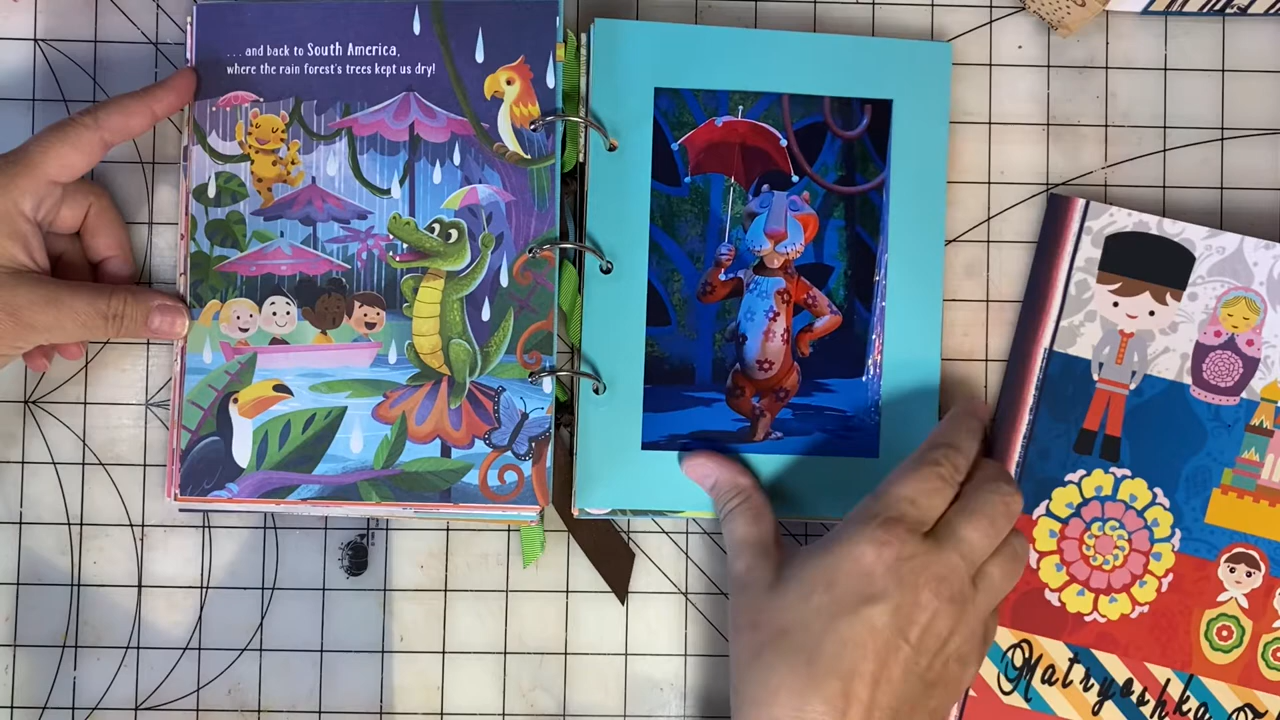 . . . and back to South America,
where the rain forest's trees kept us dry!
Matryoshka